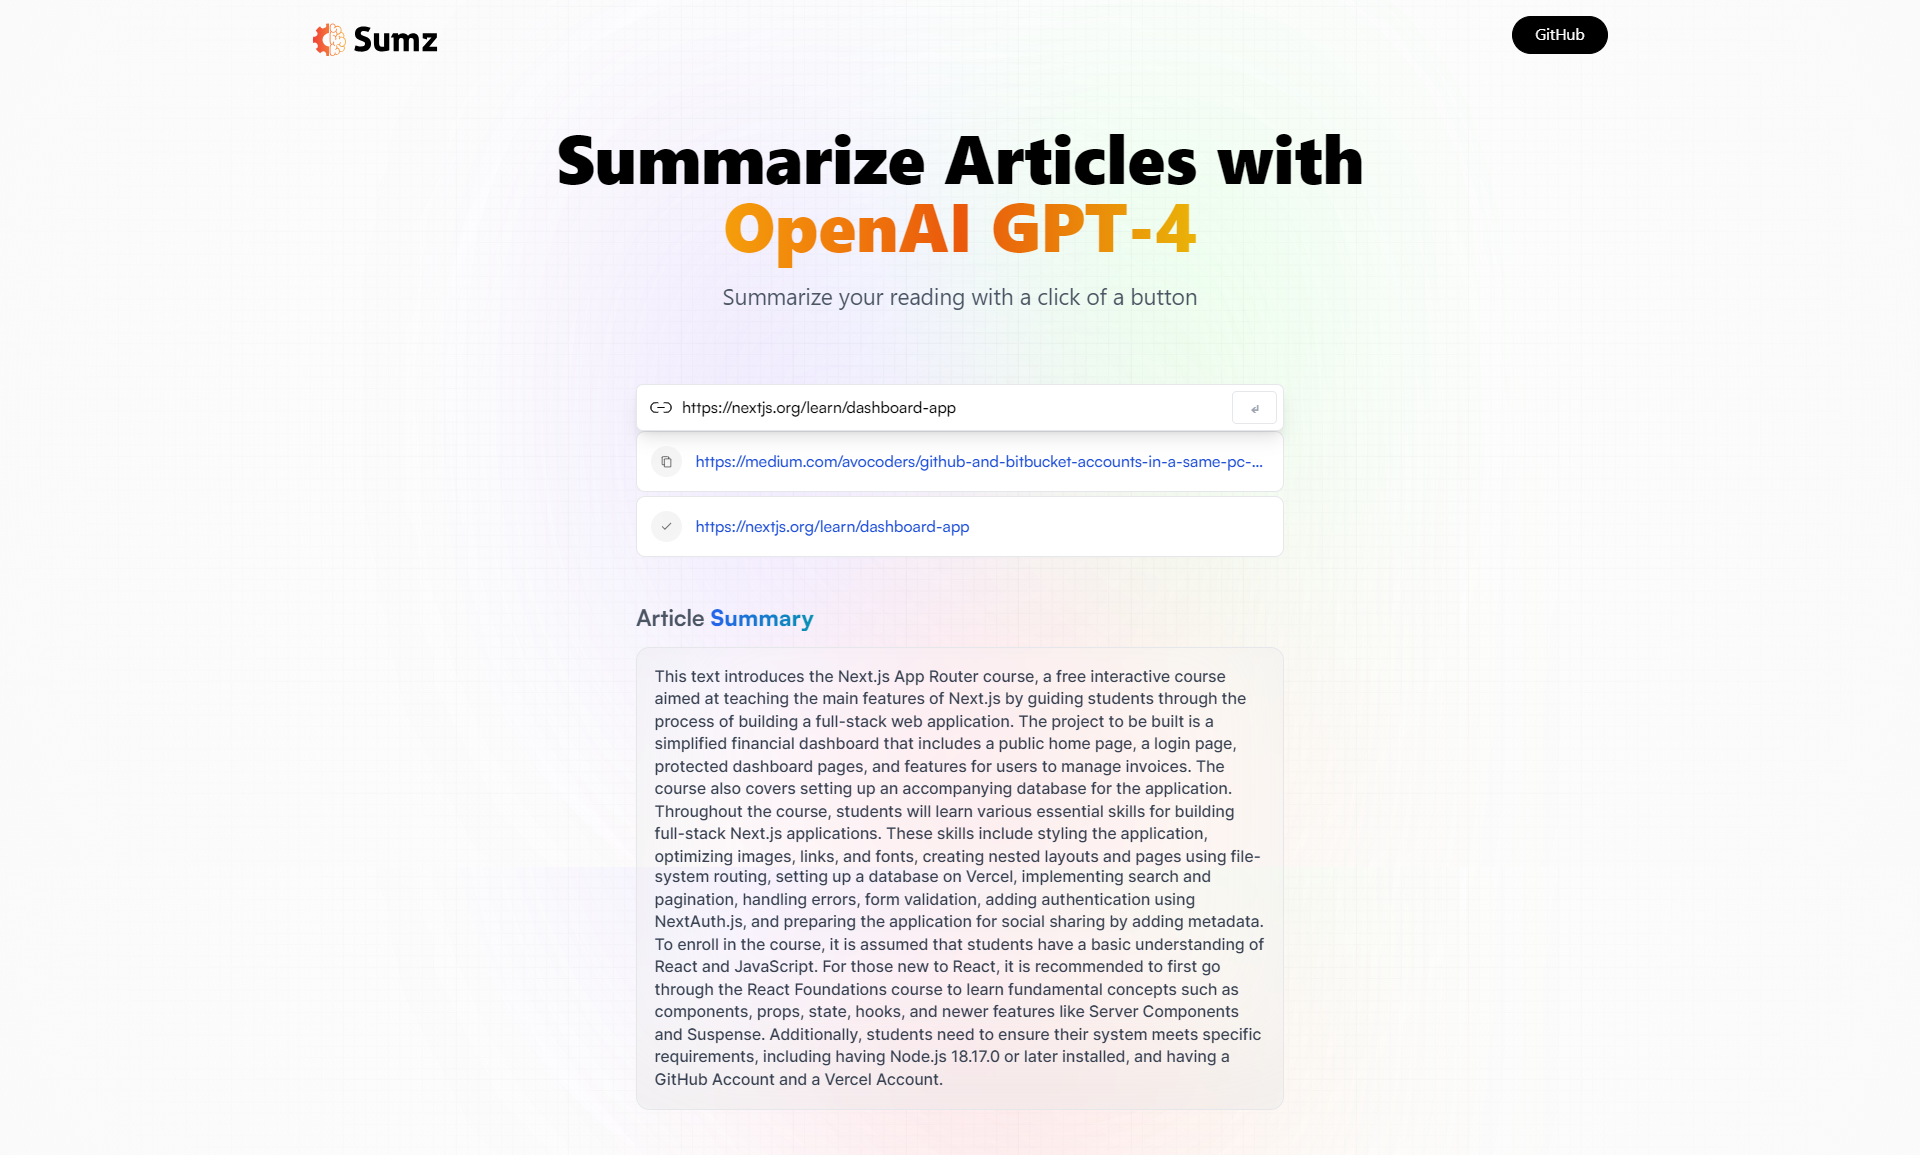 Sumz
GitHub
Summarize Articles with
OpenAI GPT-4
Summarize your reading with a click of a button
https://nextjs.org/learn/dashboard-app
https://medium.com/avocoders/github-and-bitbucket-accounts-in-a-same-pc-...
https://nextjs.org/learn/dashboard-app
Article Summary
This text introduces the Next.js App Router course, a free interactive course
aimed at teaching the main features of Next.js by guiding students through the
process of building a full-stack web application. The project to be built is a
simplified financial dashboard that includes a public home page, a login page,
protected dashboard pages, and features for users to manage invoices. The
course also covers setting up an accompanying database for the application.
Throughout the course, students will learn various essential skills for building
full-stack Next.js applications. These skills include styling the application,
optimizing images, links, and fonts, creating nested layouts and pages using file-
system routing, setting up a database on Vercel, implementing search and
pagination, handling errors, form validation, adding authentication using
NextAuth.js, and preparing the application for social sharing by adding metadata.
To enroll in the course, it is assumed that students have a basic understanding of
React and JavaScript. For those new to React, it is recommended to first go
through the React Foundations course to learn fundamental concepts such as
components, props, state, hooks, and newer features like Server Components
and Suspense. Additionally, students need to ensure their system meets specific
requirements, including having Node.js 18.17.0 or later installed, and having a
GitHub Account and a Vercel Account.